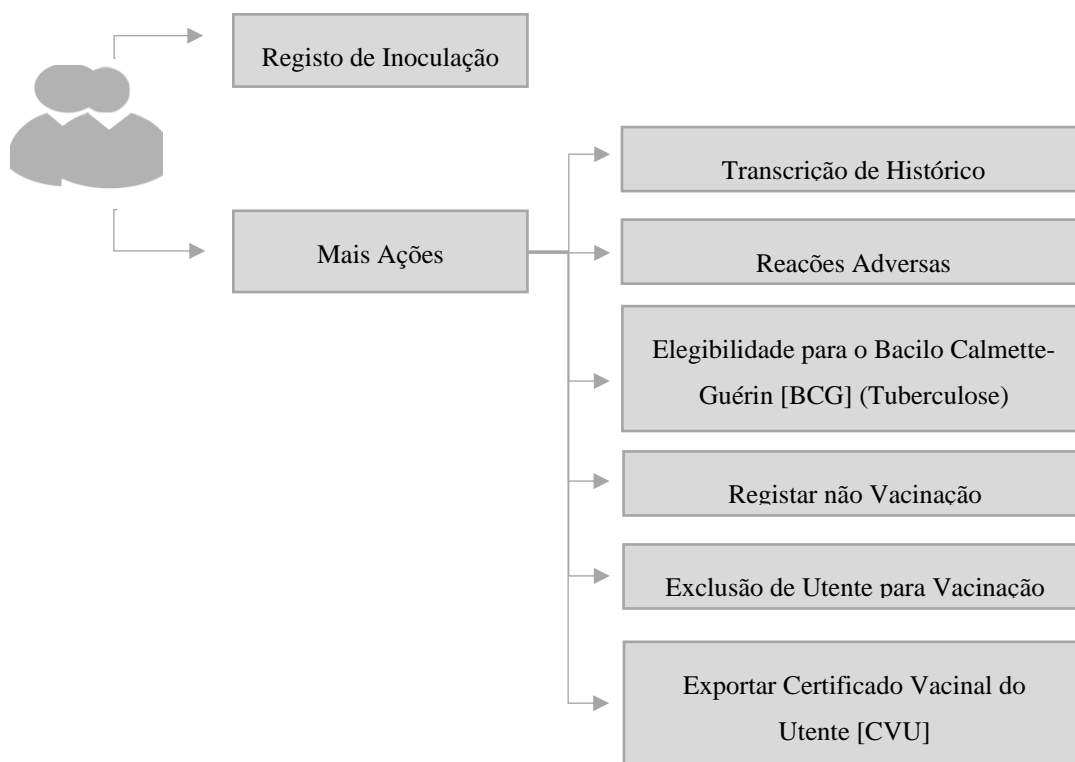 Registo de Inoculação
Transcrição de Histórico
Mais Ações
Reações Adversas
Elegibilidade para o Bacilo Calmette-
Guérin [BCG] (Tuberculose)
Registar não Vacinação
Exclusão de Utente para Vacinação
Exportar Certificado Vacinal do
Utente [CVU]